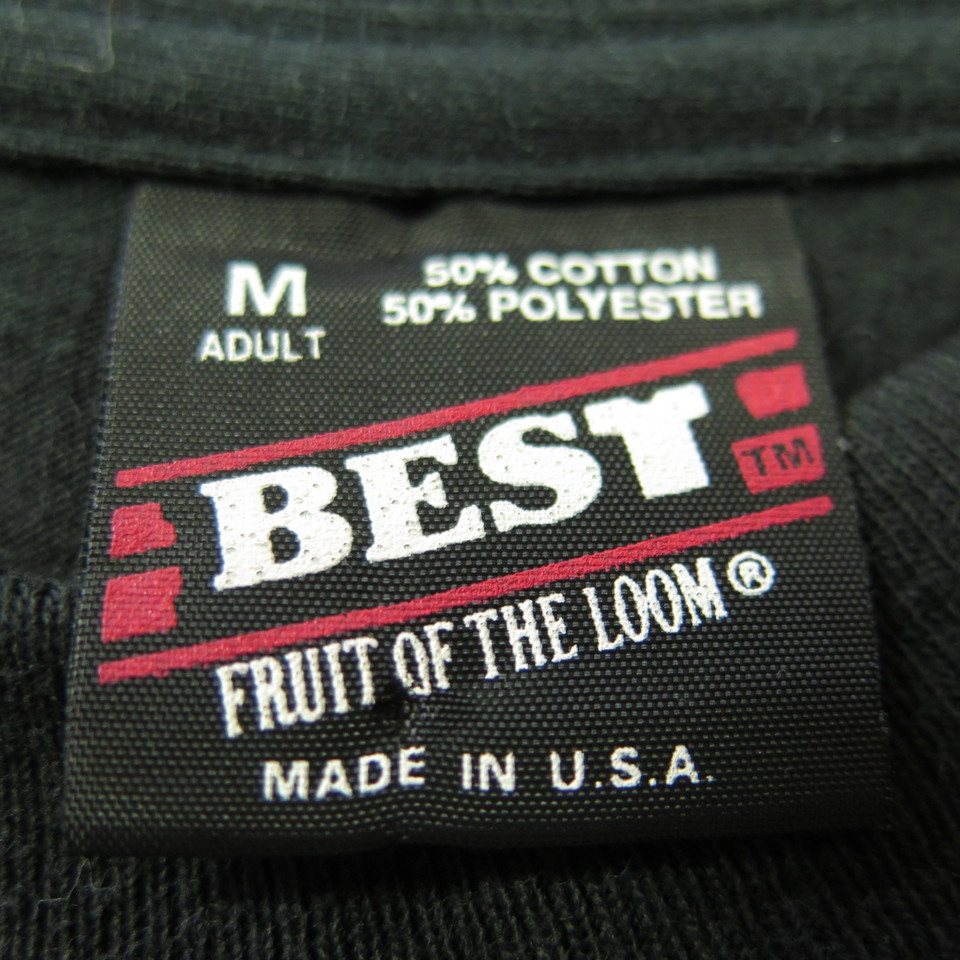 M
ADULT
50% COTTON
50% POLYESTER
BEST
TM
FRUIT OF THE LOOM®
MADE IN U.S.A.